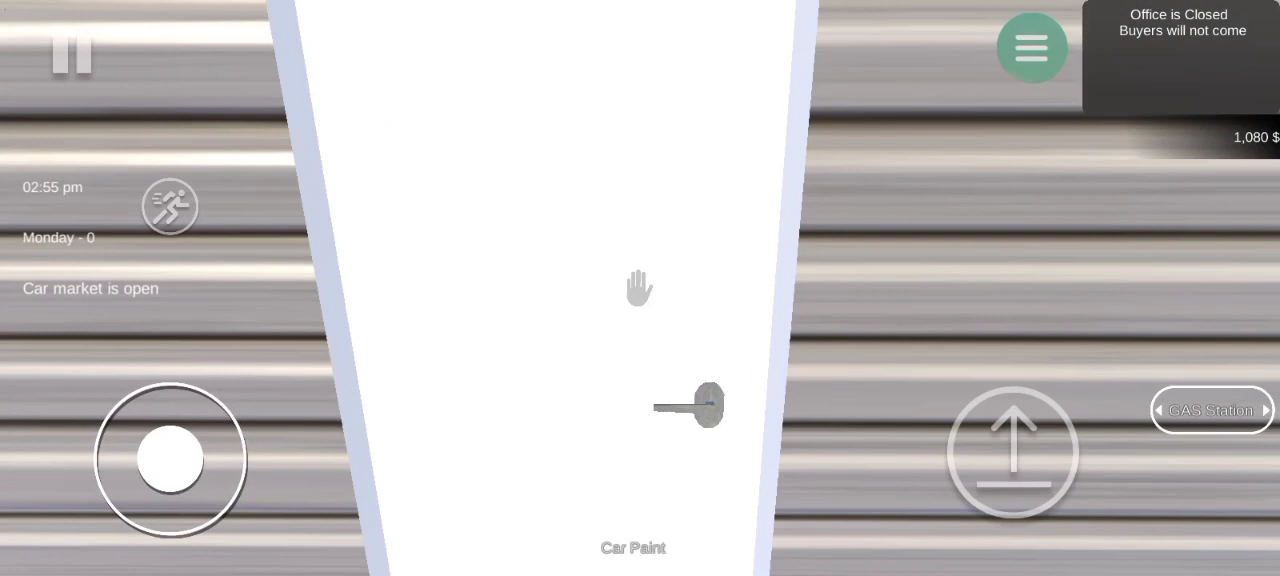 Office is Closed
Buyers will not come
1,080 $
02:55 pm
Monday - 0
Car market is open
GAS Station
Car Paint